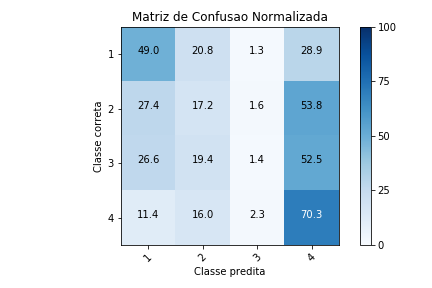 Matriz de Confusao Normalizada
1 49.0 20.8 1.3 28.9
2 27.4 17.2 1.6 53.8
3 26.6 19.4 1.4 52.5
4 11.4 16.0 2.3 70.3
1 2 3 4
Classe correta
Classe predita
100
75
50
25
0